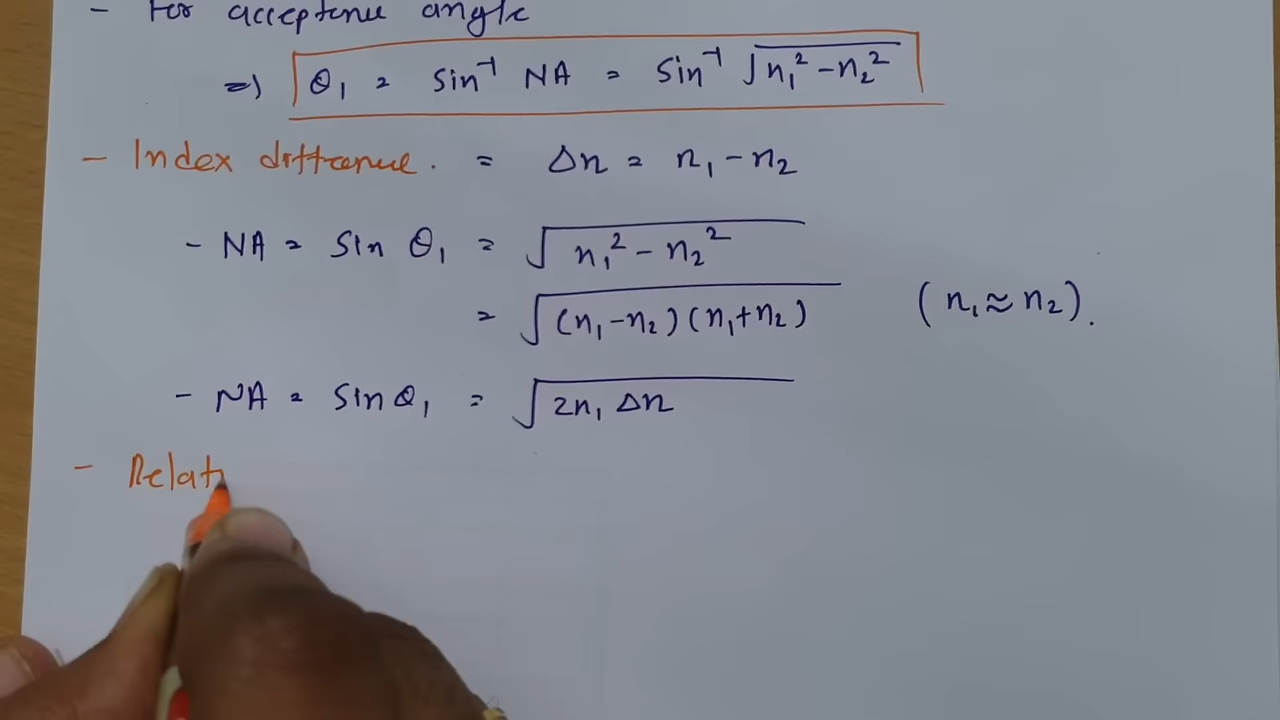 - For acceptence angle
=) θ₁ = Sin⁻¹ NA = Sin⁻¹ √(n₁² - n₂²)
- Index diffrence. = Δn = n₁ - n₂
- NA = Sin θ₁ = √(n₁² - n₂²)
= √((n₁-n₂)(n₁+n₂)) (n₁ ≈ n₂).
- NA = Sin θ₁ = √(2n₁ Δn)
- Relat